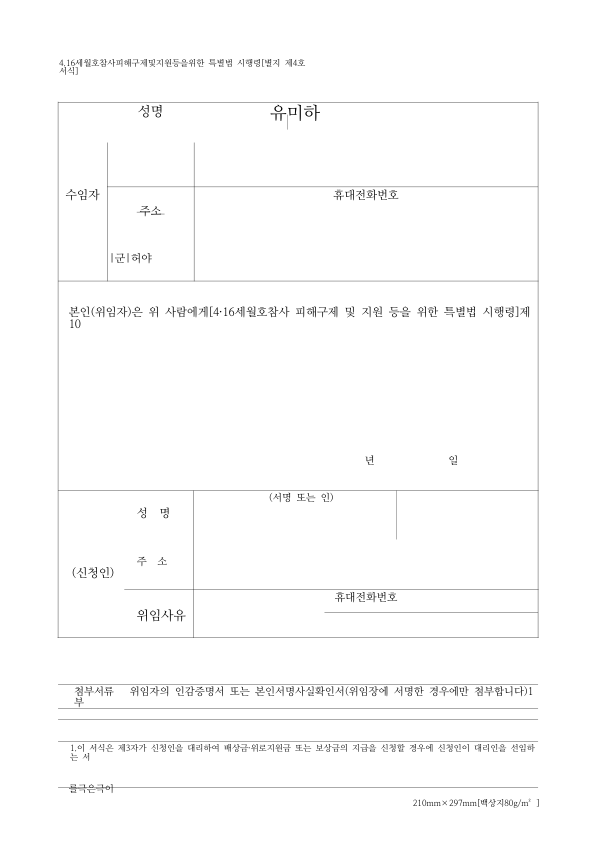 4.16세월호참사피해구제및지원등을위한 특별법 시행령[별지 제4호
서식]
성명 유미하
수임자
휴대전화번호
주소
|군|허야
본인(위임자)은 위 사람에게[4·16세월호참사 피해구제 및 지원 등을 위한 특별법 시행령]제
10
년 일
(서명 또는 인)
성 명
주 소
(신청인)
휴대전화번호
위임사유
첨부서류 위임자의 인감증명서 또는 본인서명사실확인서(위임장에 서명한 경우에만 첨부합니다)1
부
1.이 서식은 제3자가 신청인을 대리하여 배상금·위로지원금 또는 보상금의 지급을 신청할 경우에 신청인이 대리인을 선임하
는 서
를극은극이
210mm×297mm[백상지80g/㎡ ]